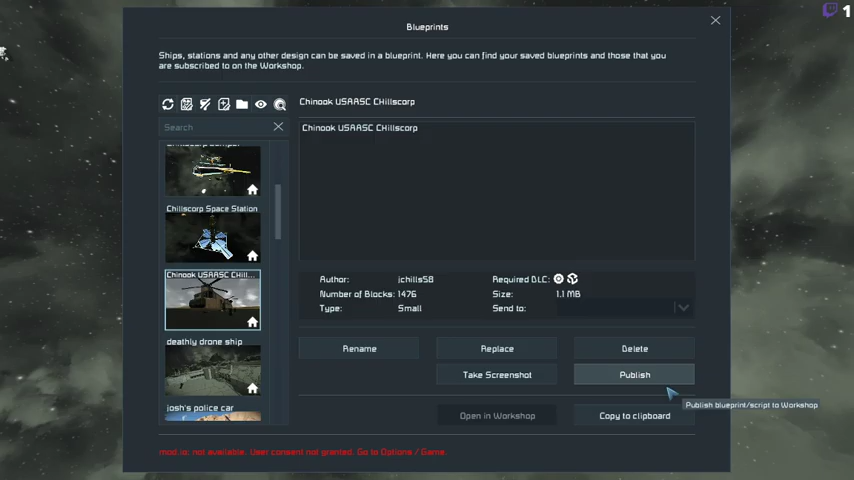 1
Blueprints
Ships, stations and any other design can be saved in a blueprint. Here you can find your saved blueprints and those that you
are subscribed to on the Workshop.
Chinook USAASC CHillscorp
Search
Chinook USAASC CHillscorp
Chillscorp
Chillscorp Space Station
Chinook USAASC CHill...
deathly drone ship
josh's police car
Author: jchills58
Required DLC:
Number of Blocks: 1476
Size: 1.1 MB
Type: Small
Send to:
Rename
Replace
Delete
Take Screenshot
Publish
Publish blueprint/script to Workshop
Open in Workshop
Copy to clipboard
mod.io: not available. User consent not granted. Go to Options / Game.